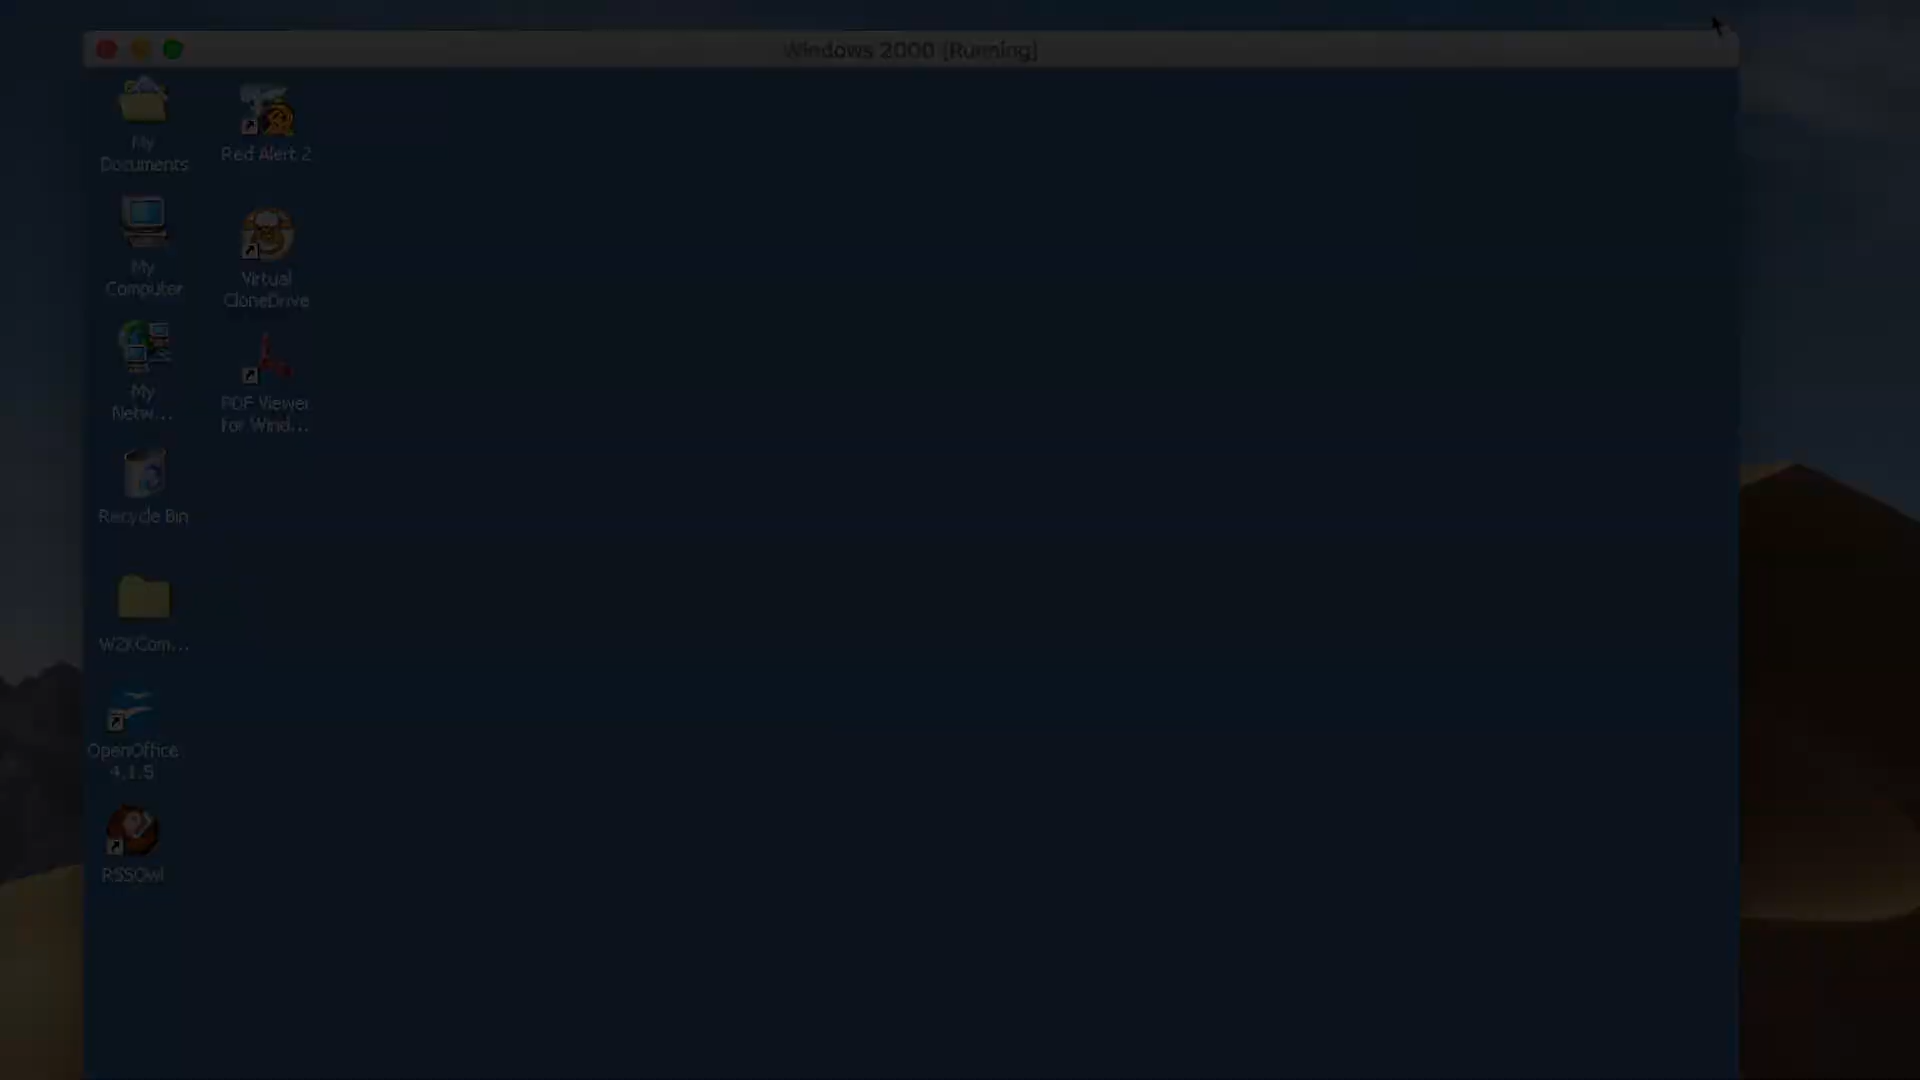 Windows 2000 [Running]
My
Documents
Red Alert 2
My
Computer
Virtual
CloneDrive
My
Netw...
PDF Viewer
for Wind...
Recycle Bin
W2KCom...
OpenOffice
4.1.5
RSSOwl